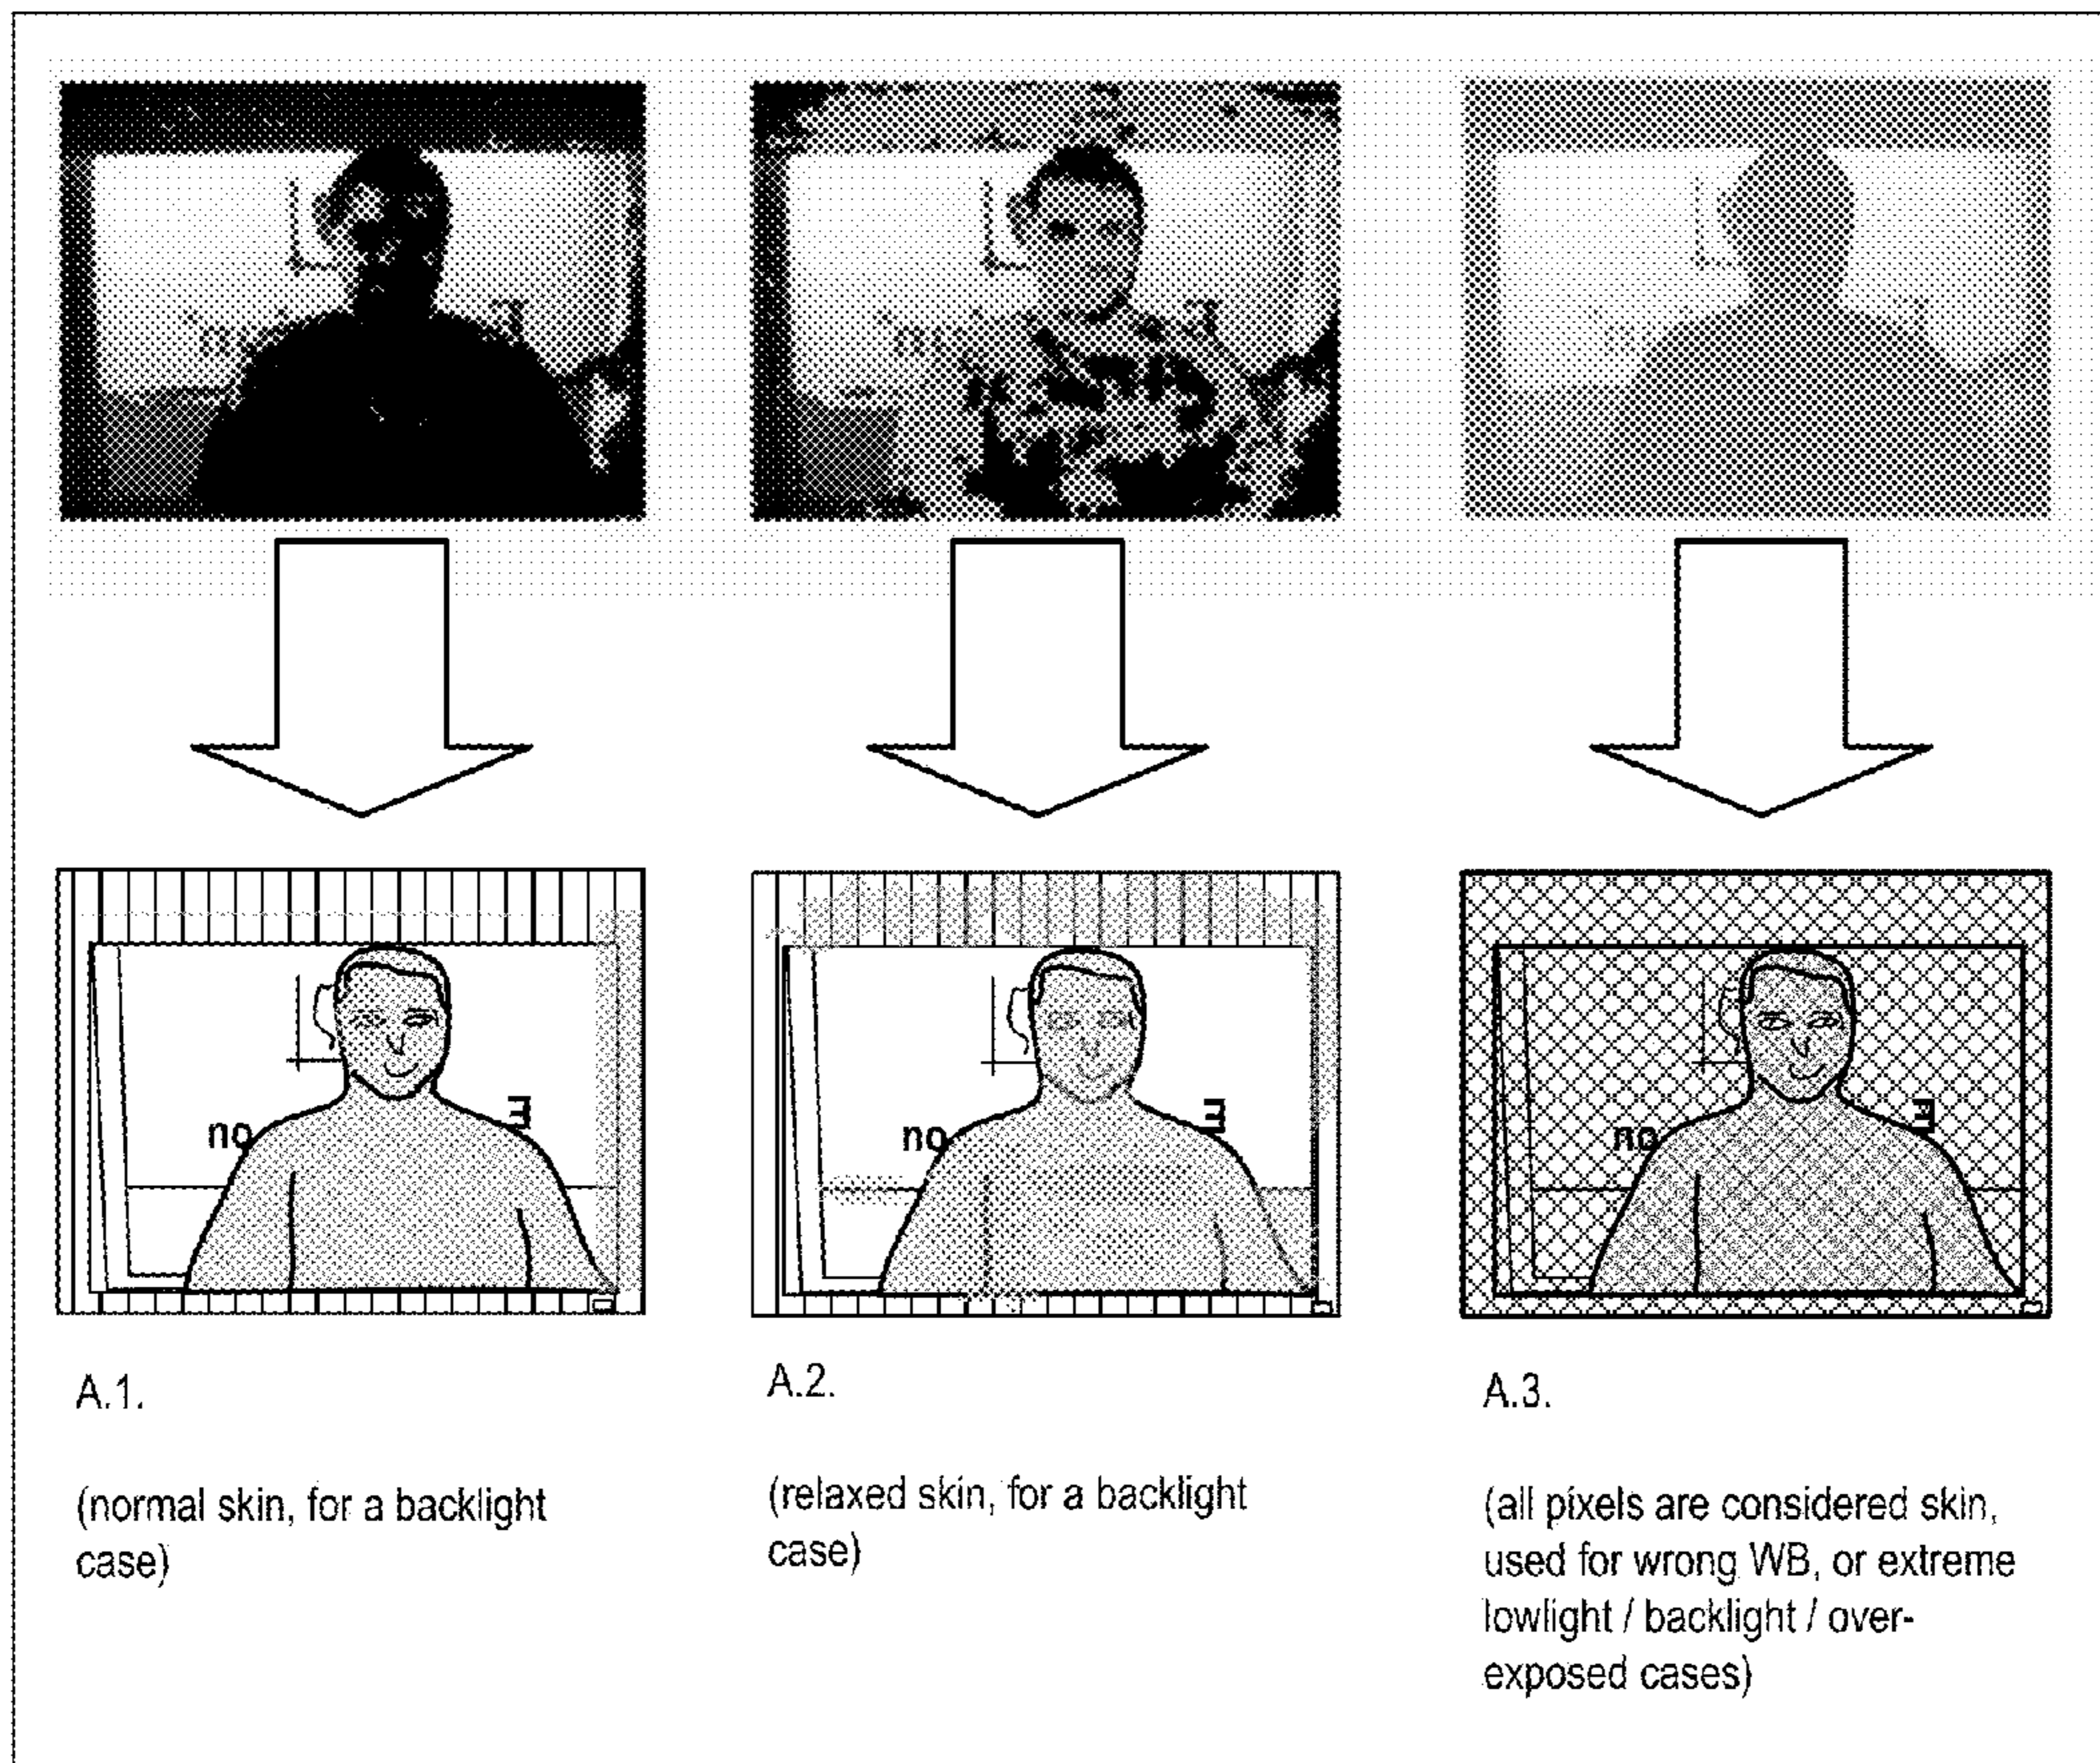 no
E
no
E
no
E
A.1.
(normal skin, for a backlight
case)
A.2.
(relaxed skin, for a backlight
case)
A.3.
(all pixels are considered skin,
used for wrong WB, or extreme
lowlight / backlight / over-
exposed cases)